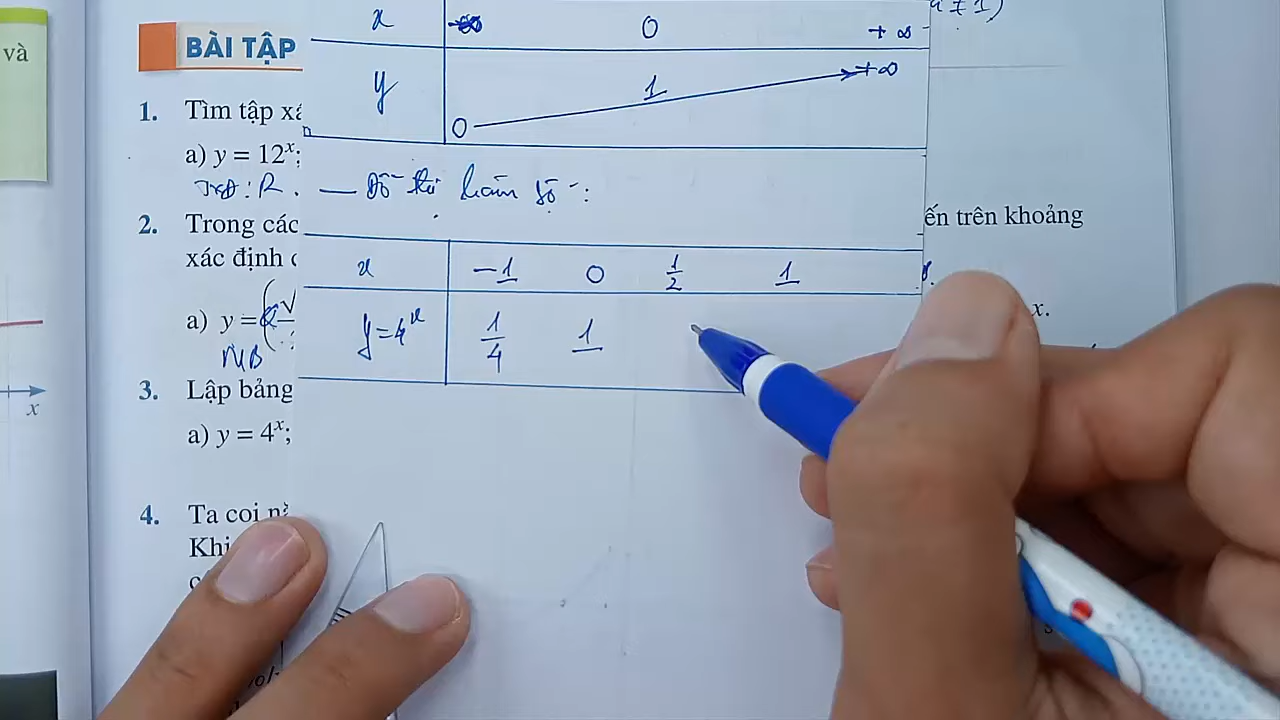 và
BÀI TẬP
1. Tìm tập xá
a) y = 12ˣ;
TXĐ: R.
2. Trong các
ến trên khoảng
xác định c
a) y =
NB
x.
3. Lập bảng
a) y = 4ˣ;
4. Ta coi
Khi
x
x -∞ 0 +∞
y 0 1 +∞
— Đồ thị hàm số:
x -1 0 1/2 1
y=4ˣ 1/4 1
≠ 1)